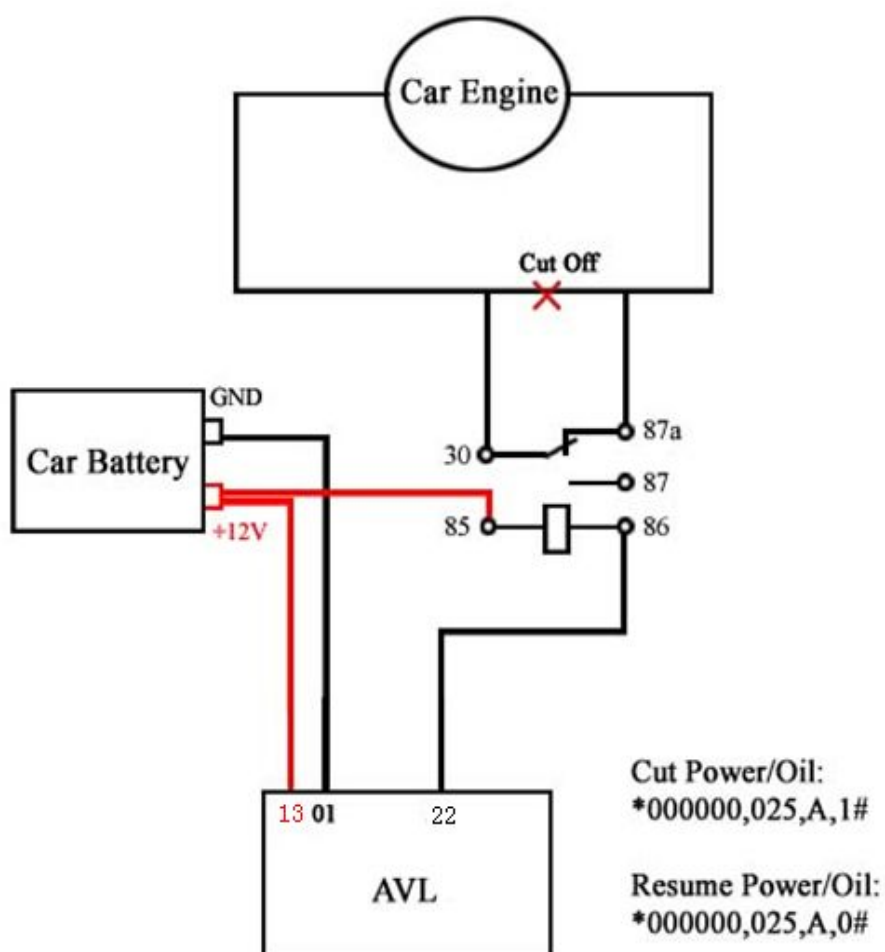 Car Engine
Cut Off
GND
Car Battery
+12V
30
87a
87
85
86
13 01
22
AVL
Cut Power/Oil:
*000000,025,A,1#
Resume Power/Oil:
*000000,025,A,0#